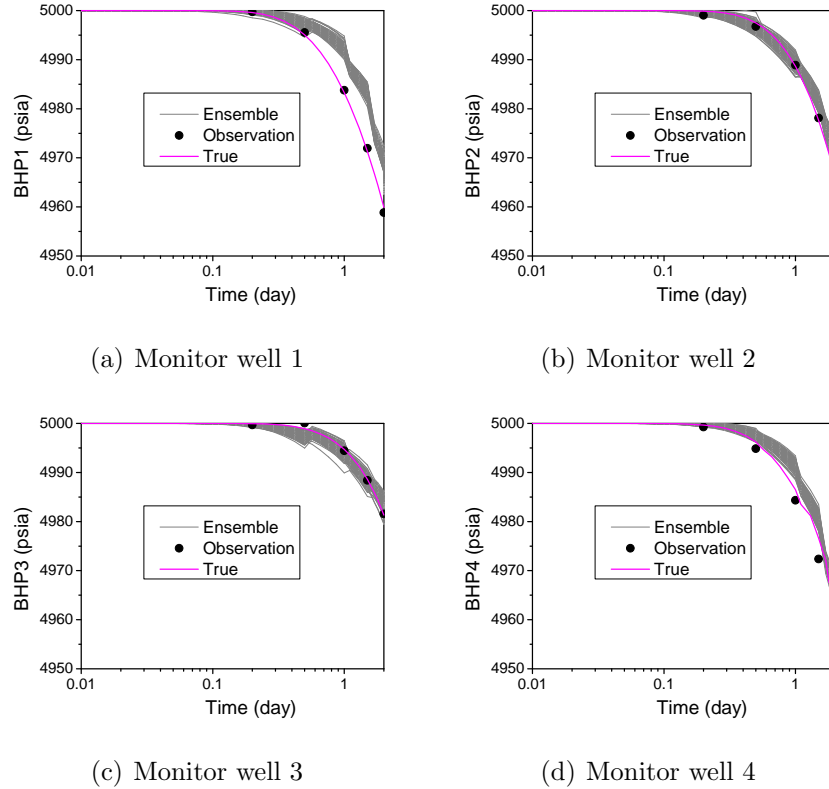 5000
4990
4980
4970
4960
4950
BHP1 (psia)
Ensemble
Observation
True
0.01
0.1
1
Time (day)
(a) Monitor well 1
5000
4990
4980
4970
4960
4950
BHP2 (psia)
Ensemble
Observation
True
0.01
0.1
1
Time (day)
(b) Monitor well 2
5000
4990
4980
4970
4960
4950
BHP3 (psia)
Ensemble
Observation
True
0.01
0.1
1
Time (day)
(c) Monitor well 3
5000
4990
4980
4970
4960
4950
BHP4 (psia)
Ensemble
Observation
True
0.01
0.1
1
Time (day)
(d) Monitor well 4